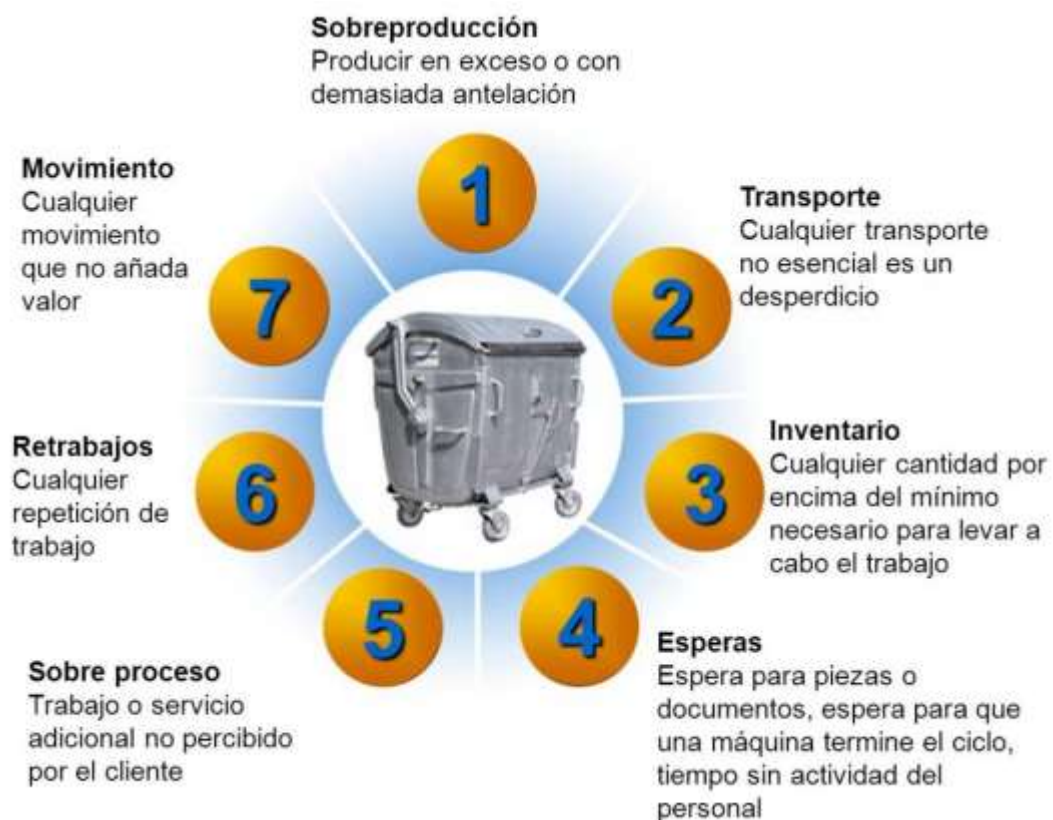 Sobreproducción
Producir en exceso o con
demasiada antelación
1
Transporte
Cualquier transporte
no esencial es un
desperdicio
2
Inventario
Cualquier cantidad por
encima del mínimo
necesario para levar a
cabo el trabajo
3
Esperas
Espera para piezas o
documentos, espera para que
una máquina termine el ciclo,
tiempo sin actividad del
personal
4
Sobre proceso
Trabajo o servicio
adicional no percibido
por el cliente
5
Retrabajos
Cualquier
repetición de
trabajo
6
Movimiento
Cualquier
movimiento
que no añada
valor
7